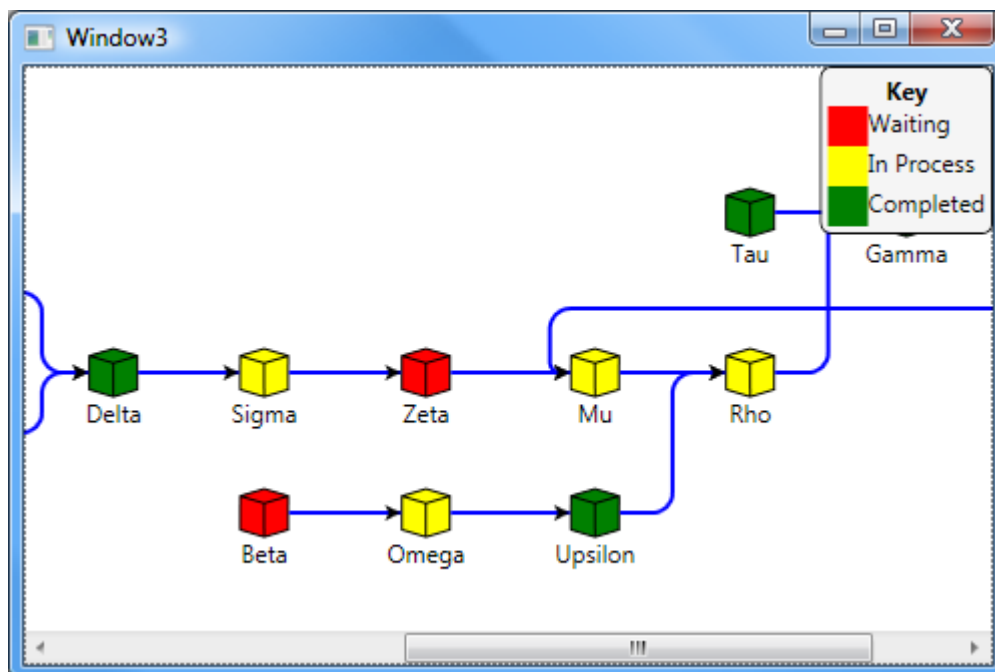 Window3
Key
Waiting
In Process
Completed
Tau
Gamma
Delta
Sigma
Zeta
Mu
Rho
Beta
Omega
Upsilon